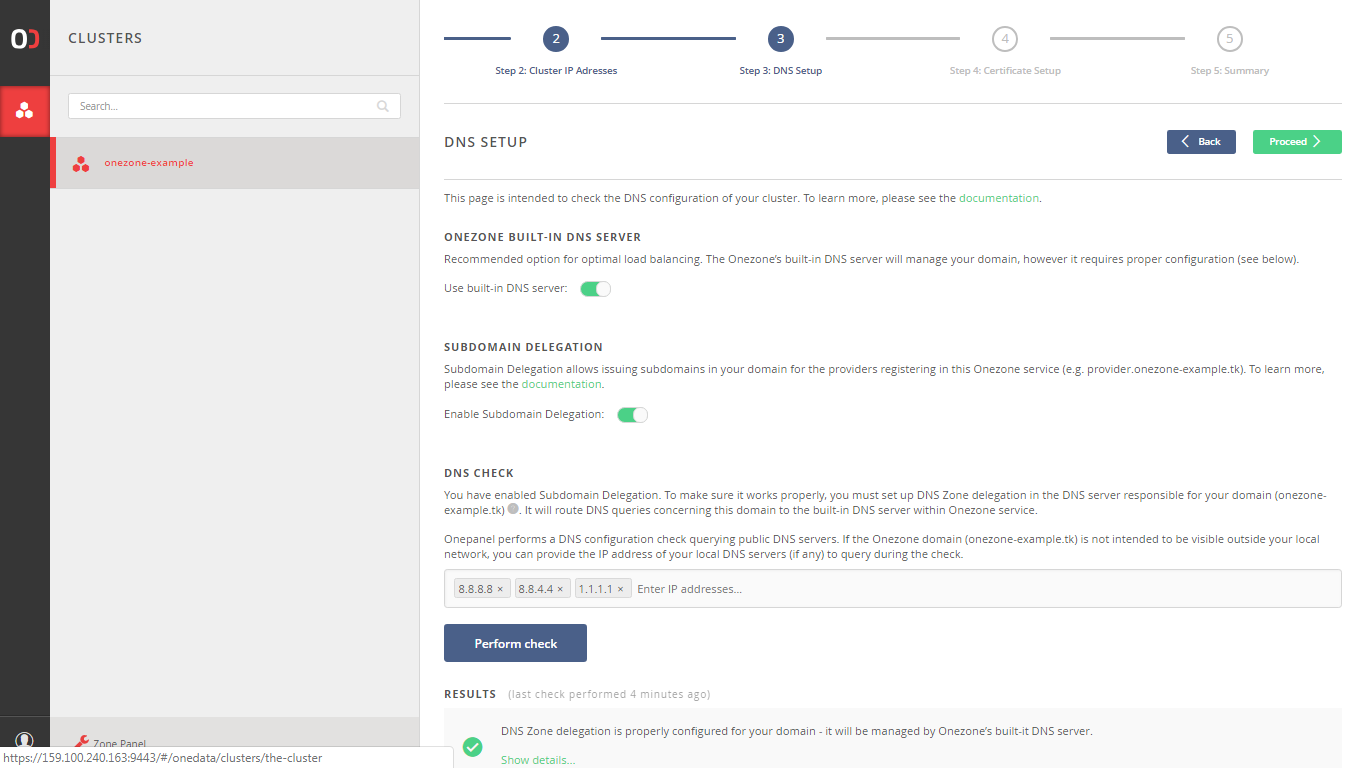 CLUSTERS
Search...
onezone-example
Zone Panel
https://159.100.240.163:9443/#/onedata/clusters/the-cluster
2
3
4
5
Step 2: Cluster IP Adresses
Step 3: DNS Setup
Step 4: Certificate Setup
Step 5: Summary
DNS SETUP
Back
Proceed
This page is intended to check the DNS configuration of your cluster. To learn more, please see the documentation.
ONEZONE BUILT-IN DNS SERVER
Recommended option for optimal load balancing. The Onezone's built-in DNS server will manage your domain, however it requires proper configuration (see below).
Use built-in DNS server:
SUBDOMAIN DELEGATION
Subdomain Delegation allows issuing subdomains in your domain for the providers registering in this Onezone service (e.g. provider.onezone-example.tk). To learn more,
please see the documentation.
Enable Subdomain Delegation:
DNS CHECK
You have enabled Subdomain Delegation. To make sure it works properly, you must set up DNS Zone delegation in the DNS server responsible for your domain (onezone-
example.tk) . It will route DNS queries concerning this domain to the built-in DNS server within Onezone service.
Onepanel performs a DNS configuration check querying public DNS servers. If the Onezone domain (onezone-example.tk) is not intended to be visible outside your local
network, you can provide the IP address of your local DNS servers (if any) to query during the check.
8.8.8.8 × 8.8.4.4 × 1.1.1.1 × Enter IP addresses...
Perform check
RESULTS (last check performed 4 minutes ago)
DNS Zone delegation is properly configured for your domain - it will be managed by Onezone's built-it DNS server.
Show details...